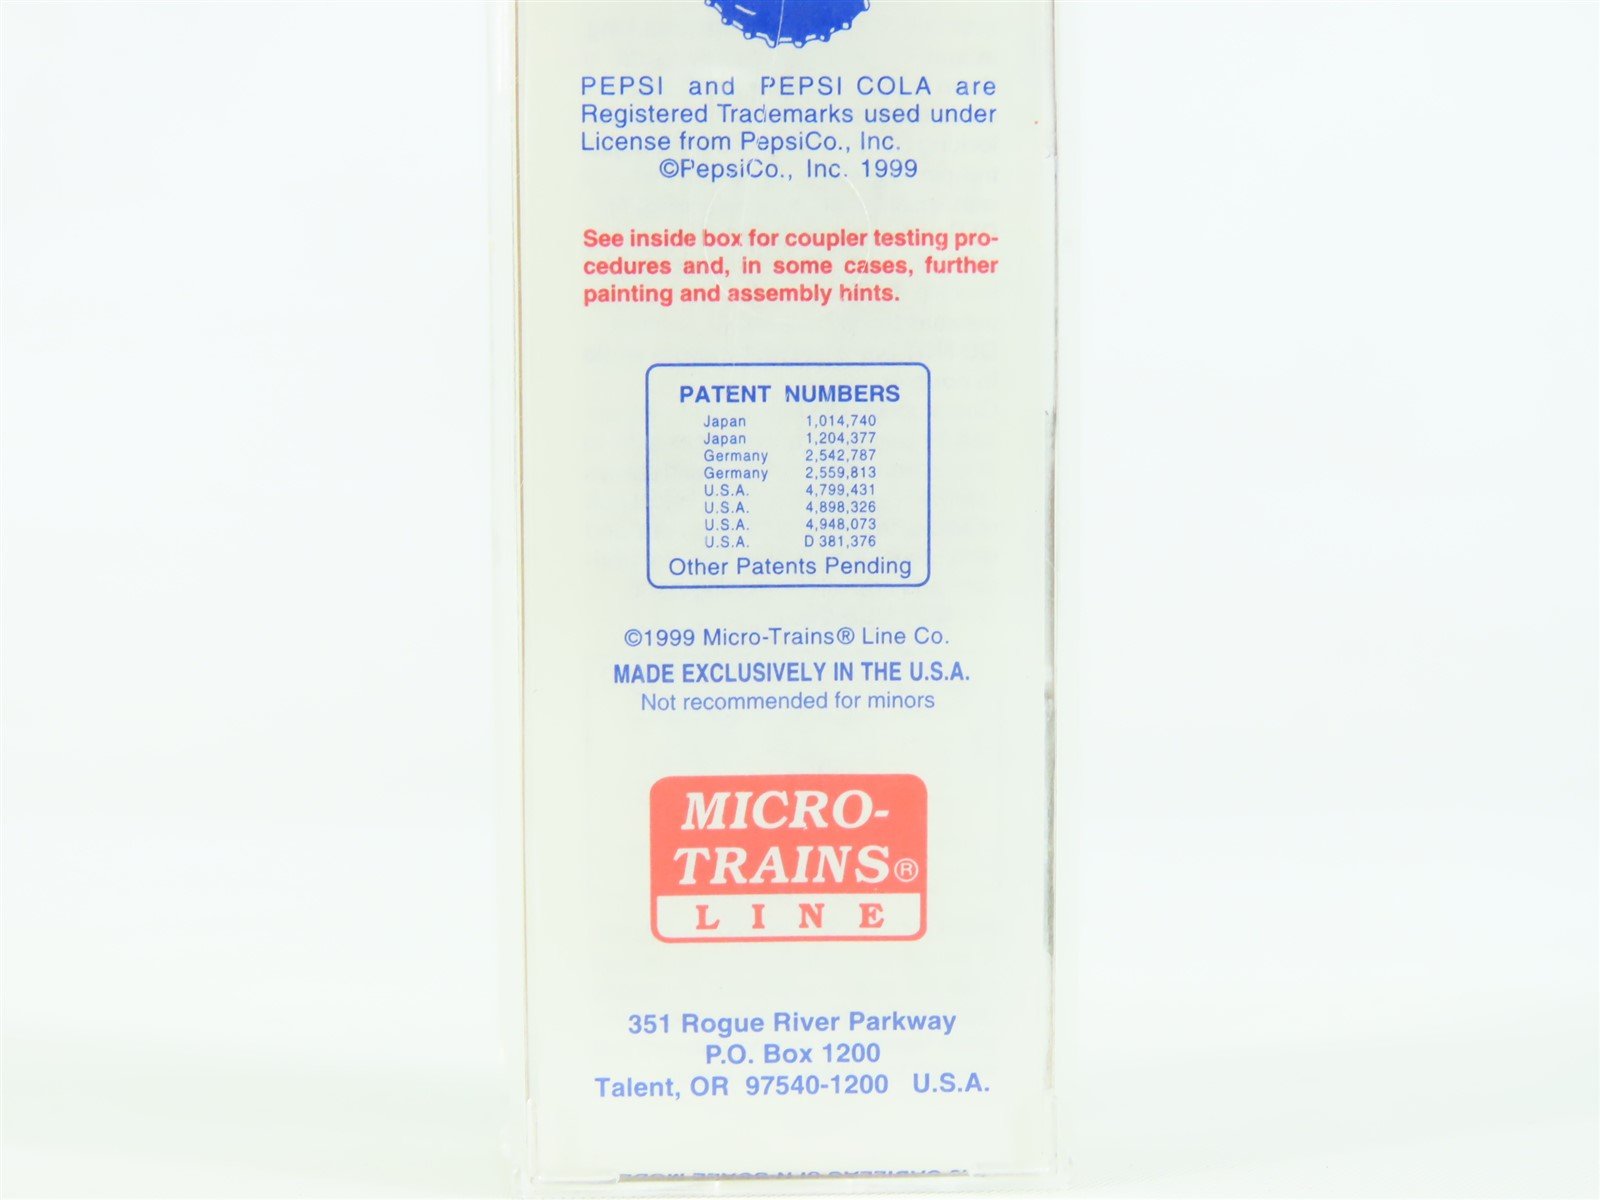 PEPSI and PEPSI COLA are
Registered Trademarks used under
License from PepsiCo., Inc.
©PepsiCo., Inc. 1999
See inside box for coupler testing pro-
cedures and, in some cases, further
painting and assembly hints.
PATENT NUMBERS
Japan 1,014,740
Japan 1,204,377
Germany 2,542,787
Germany 2,559,813
U.S.A. 4,799,431
U.S.A. 4,898,326
U.S.A. 4,948,073
U.S.A. D 381,376
Other Patents Pending
©1999 Micro-Trains® Line Co.
MADE EXCLUSIVELY IN THE U.S.A.
Not recommended for minors
MICRO-
TRAINS®
LINE
351 Rogue River Parkway
P.O. Box 1200
Talent, OR 97540-1200 U.S.A.